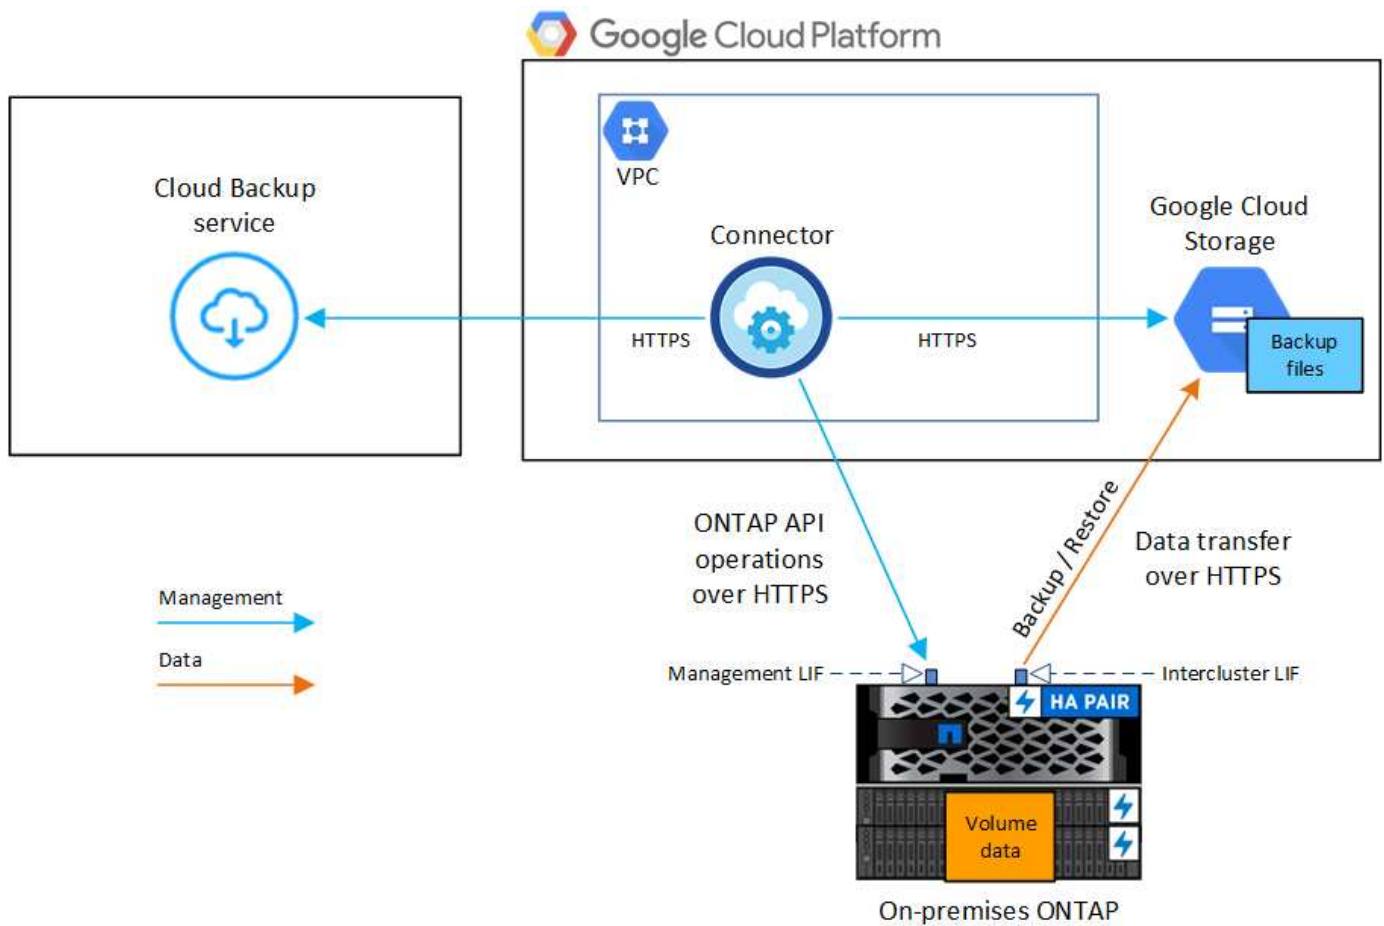 Google Cloud Platform
Cloud Backup
service
VPC
Connector
Google Cloud
Storage
HTTPS
HTTPS
Backup
files
ONTAP API
operations
over HTTPS
Backup / Restore
Data transfer
over HTTPS
Management
Data
Management LIF
Intercluster LIF
HA PAIR
Volume
data
On-premises ONTAP